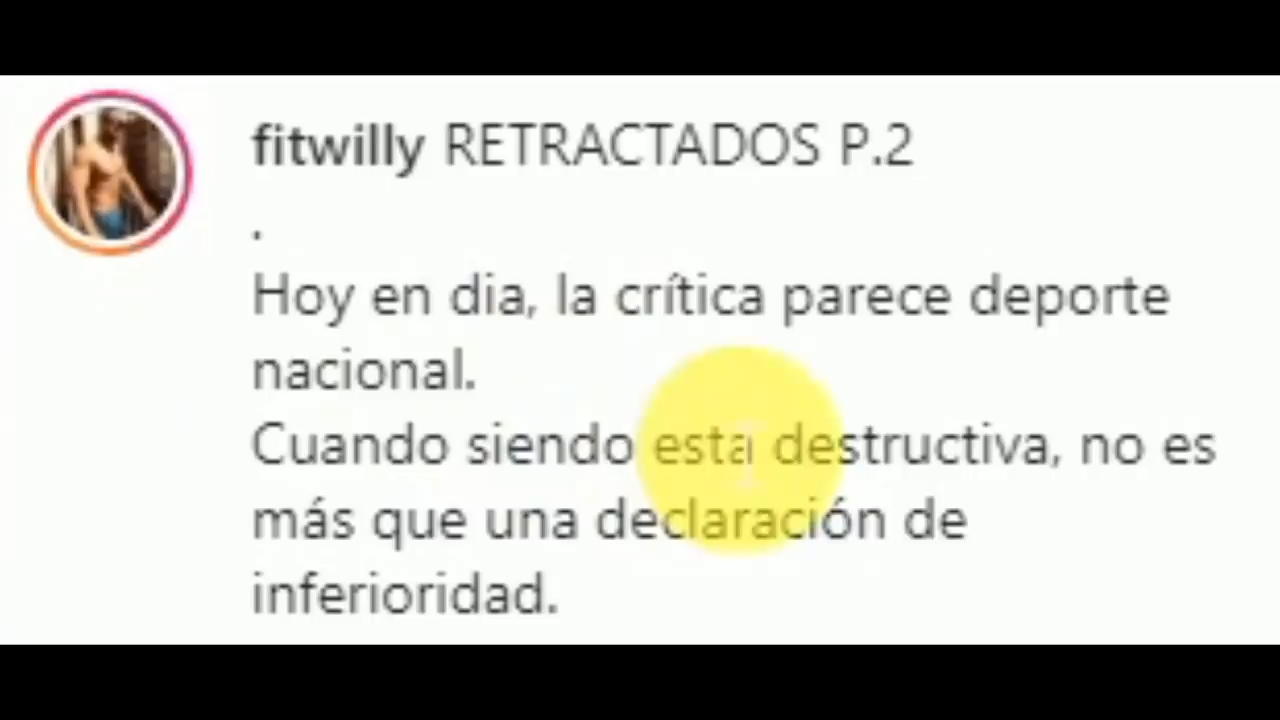 fitwilly RETRACTADOS P.2
.
Hoy en dia, la crítica parece deporte
nacional.
Cuando siendo esta destructiva, no es
más que una declaración de
inferioridad.